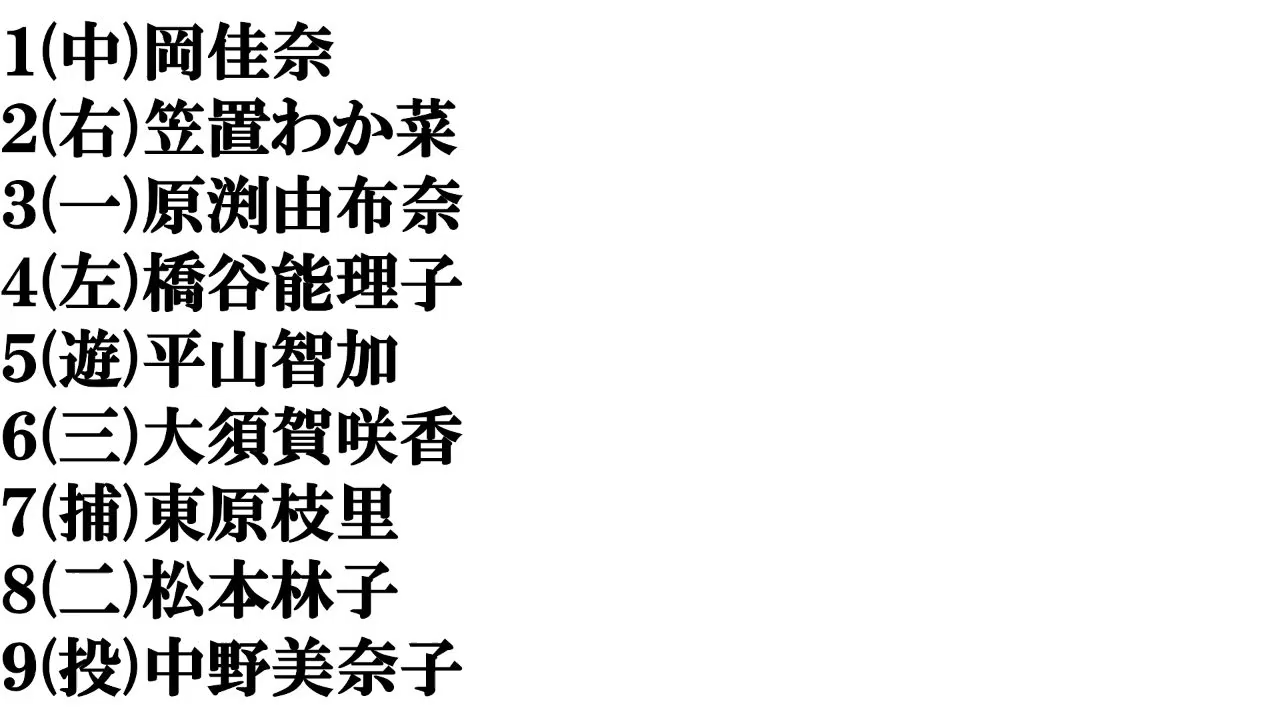 1(中)岡佳奈
2(右)笠置わか菜
3(一)原渕由布奈
4(左)橋谷能理子
5(遊)平山智加
6(三)大須賀咲香
7(捕)東原枝里
8(二)松本林子
9(投)中野美奈子